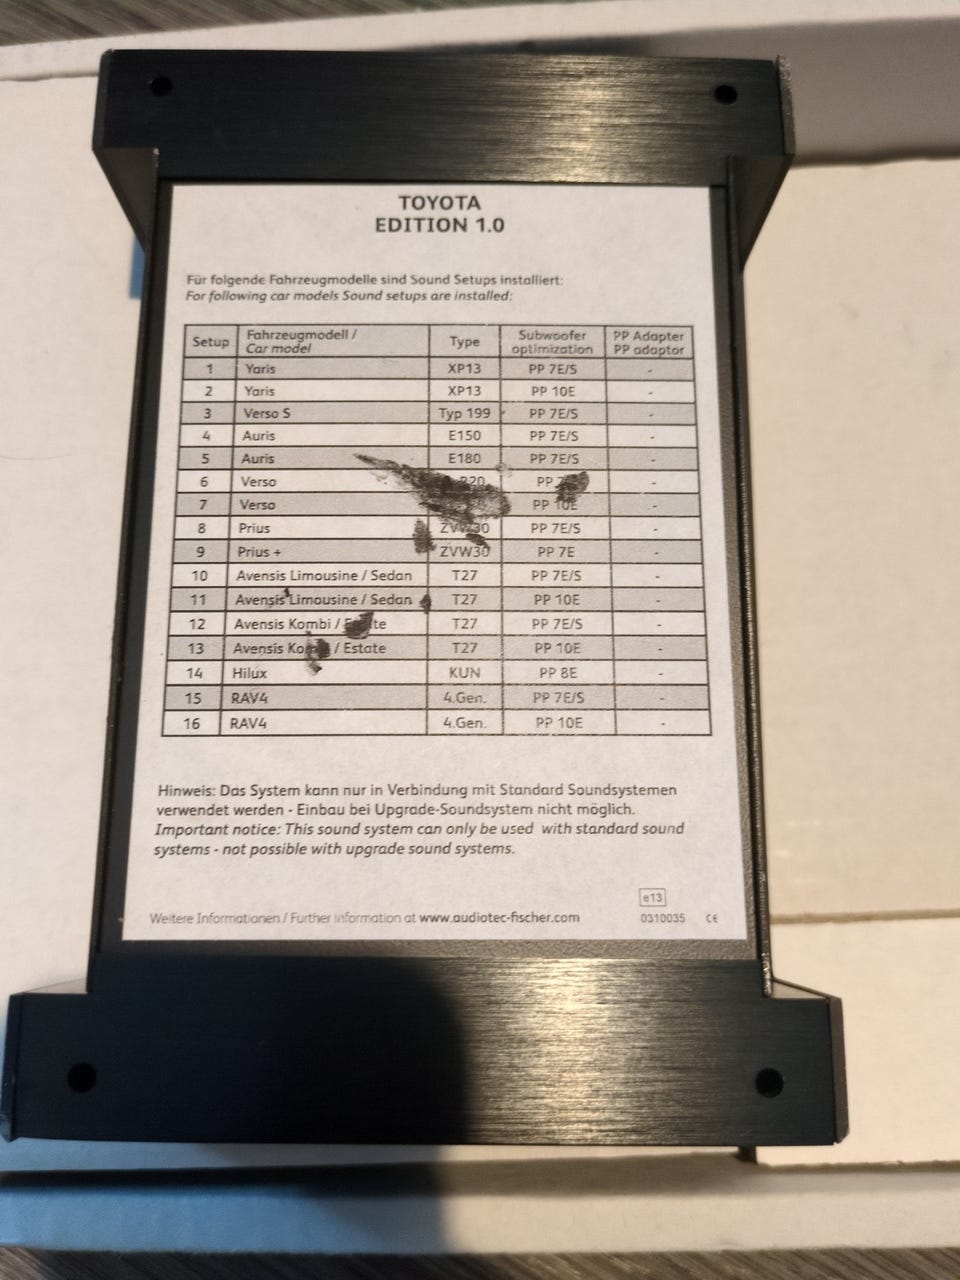 TOYOTA
EDITION 1.0
Für folgende Fahrzeugmodelle sind Sound Setups installiert:
For following car models Sound setups are installed:
Setup Fahrzeugmodell / Car model Type Subwoofer optimization PP Adapter PP adaptor
1 Yaris XP13 PP 7E/S -
2 Yaris XP13 PP 10E -
3 Verso S Typ 199 PP 7E/S -
4 Auris E150 PP 7E/S -
5 Auris E180 PP 7E/S -
6 Verso PP -
7 Verso PP 10E -
8 Prius ZVW30 PP 7E/S -
9 Prius + ZVW30 PP 7E -
10 Avensis Limousine / Sedan T27 PP 7E/S -
11 Avensis Limousine / Sedan T27 PP 10E -
12 Avensis Kombi / Estate T27 PP 7E/S -
13 Avensis Kombi / Estate T27 PP 10E -
14 Hilux KUN PP 8E -
15 RAV4 4.Gen. PP 7E/S -
16 RAV4 4.Gen. PP 10E -
Hinweis: Das System kann nur in Verbindung mit Standard Soundsystemen
verwendet werden - Einbau bei Upgrade-Soundsystem nicht möglich.
Important notice: This sound system can only be used with standard sound
systems - not possible with upgrade sound systems.
e13
Weitere Informationen / Further information at www.audiotec-fischer.com 0310035 CE